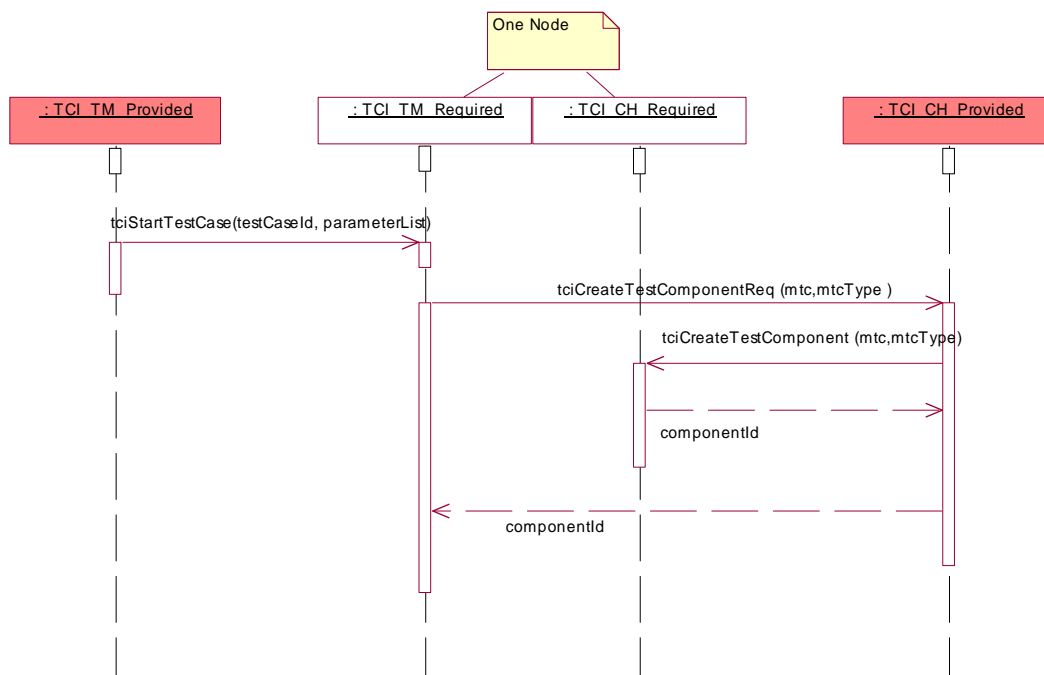 One Node
: TCI_TM_Provided
: TCI_TM_Required
: TCI_CH_Required
: TCI_CH_Provided
tciStartTestCase(testCaseId, parameterList)
tciCreateTestComponentReq (mtc,mtcType )
tciCreateTestComponent (mtc,mtcType)
componentId
componentId